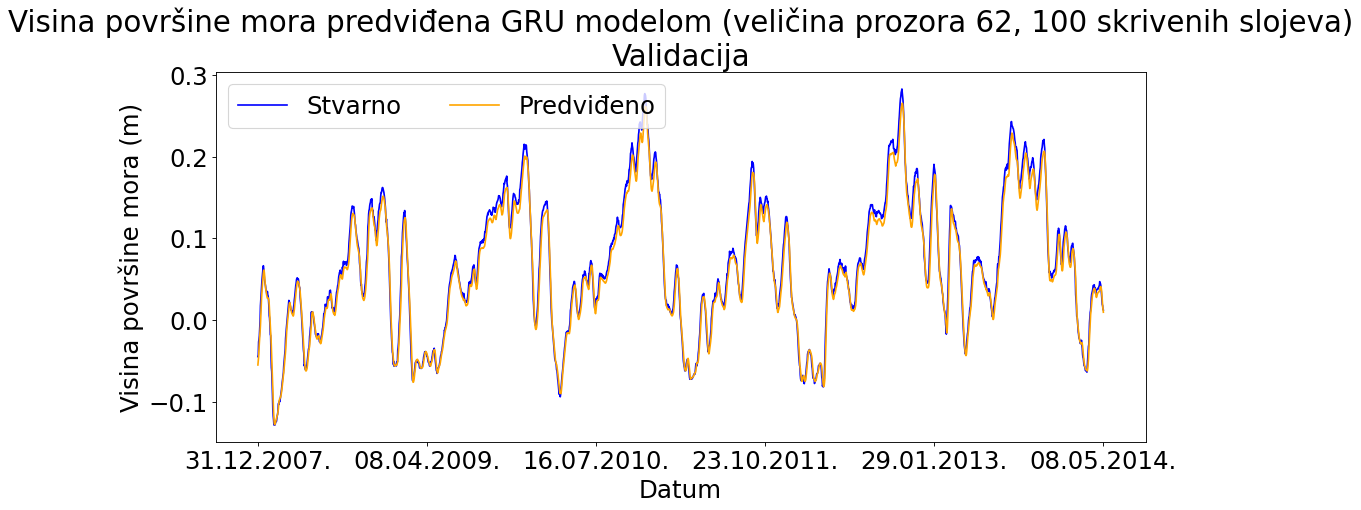 Visina površine mora predviđena GRU modelom (veličina prozora 62, 100 skrivenih slojeva)
Validacija
Stvarno Predviđeno
Visina površine mora (m)
0.3
0.2
0.1
0.0
−0.1
31.12.2007. 08.04.2009. 16.07.2010. 23.10.2011. 29.01.2013. 08.05.2014.
Datum